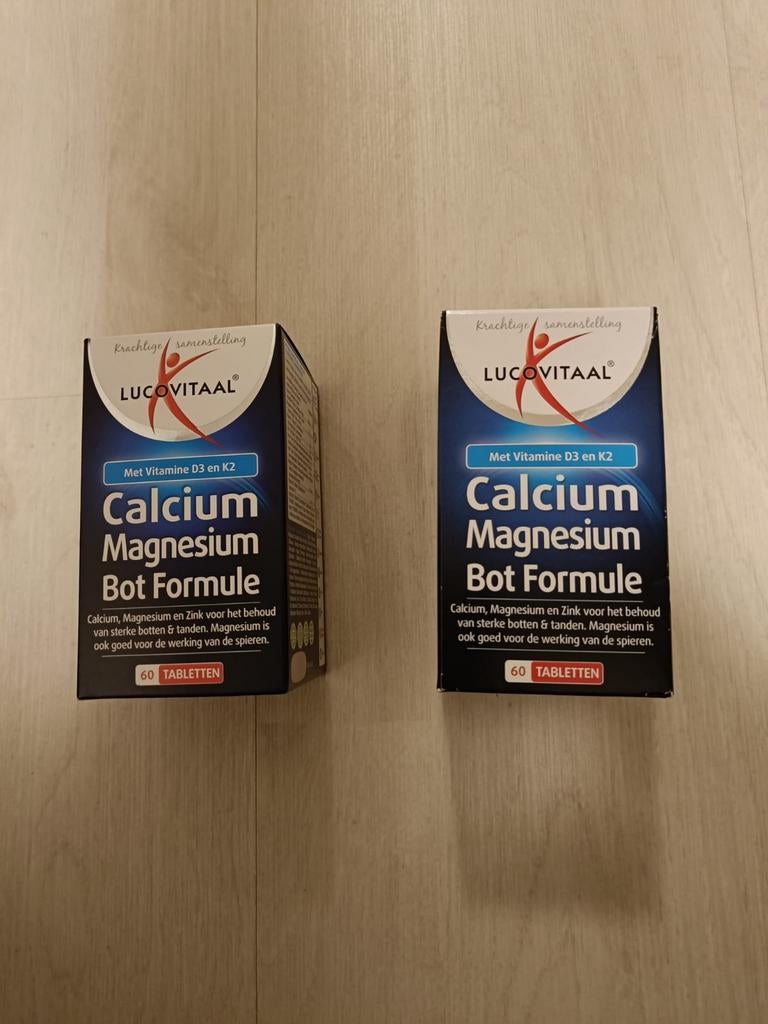 Krachtige samenstelling
LUCOVITAAL®
Met Vitamine D3 en K2
Calcium
Magnesium
Bot Formule
Calcium, Magnesium en Zink voor het behoud
van sterke botten & tanden. Magnesium is
ook goed voor de werking van de spieren.
60 TABLETTEN
Krachtige samenstelling
LUCOVITAAL®
Met Vitamine D3 en K2
Calcium
Magnesium
Bot Formule
Calcium, Magnesium en Zink voor het behoud
van sterke botten & tanden. Magnesium is
ook goed voor de werking van de spieren.
60 TABLETTEN